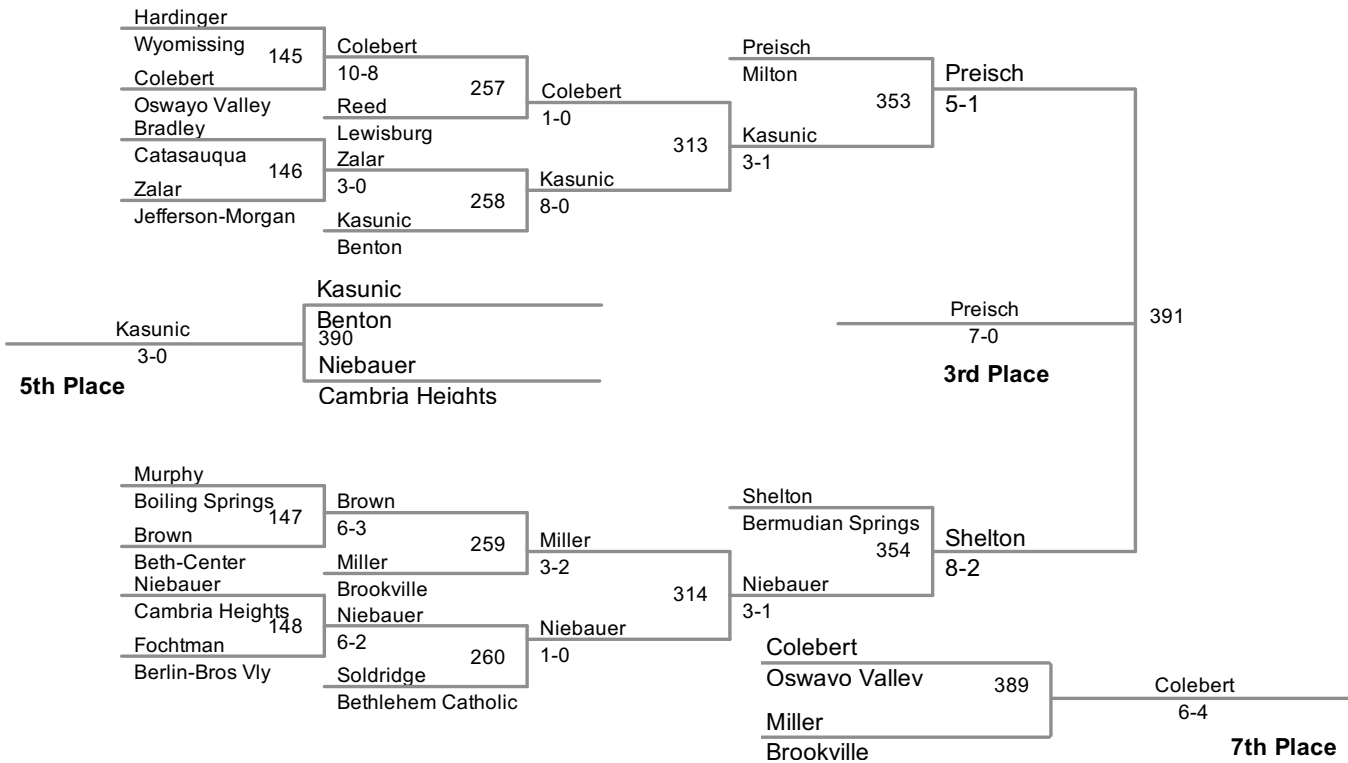 Hardinger
Wyomissing
145
Colebert
Oswayo Valley
Bradley
Catasauqua
146
Zalar
Jefferson-Morgan
Colebert
10-8
257
Reed
Lewisburg
Zalar
3-0
258
Kasunic
Benton
Colebert
1-0
313
Kasunic
8-0
Preisch
Milton
353
Kasunic
3-1
Preisch
5-1
391
Preisch
7-0
3rd Place
Kasunic
3-0
5th Place
Kasunic
Benton
390
Niebauer
Cambria Heights
Murphy
Boiling Springs
147
Brown
Beth-Center
Niebauer
Cambria Heights
148
Fochtman
Berlin-Bros Vly
Brown
6-3
259
Miller
Brookville
Niebauer
6-2
260
Soldridge
Bethlehem Catholic
Miller
3-2
314
Niebauer
1-0
Shelton
Bermudian Springs
354
Niebauer
3-1
Shelton
8-2
Colebert
Oswayo Valley
389
Miller
Brookville
Colebert
6-4
7th Place